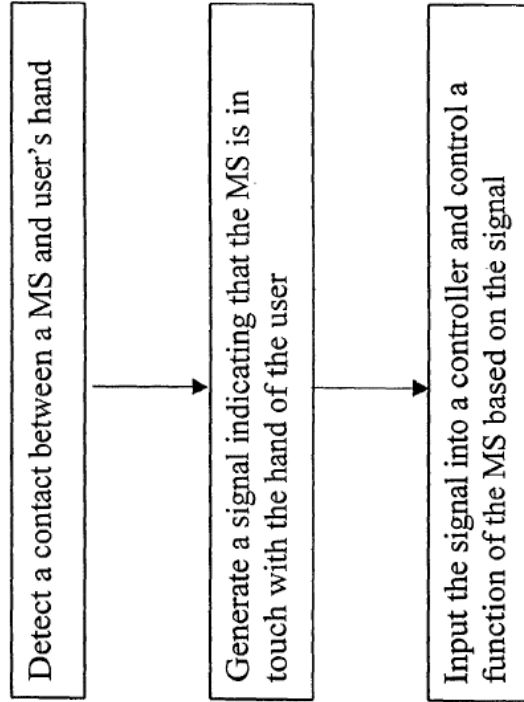 Detect a contact between a MS and user's hand
Generate a signal indicating that the MS is in
touch with the hand of the user
Input the signal into a controller and control a
function of the MS based on the signal